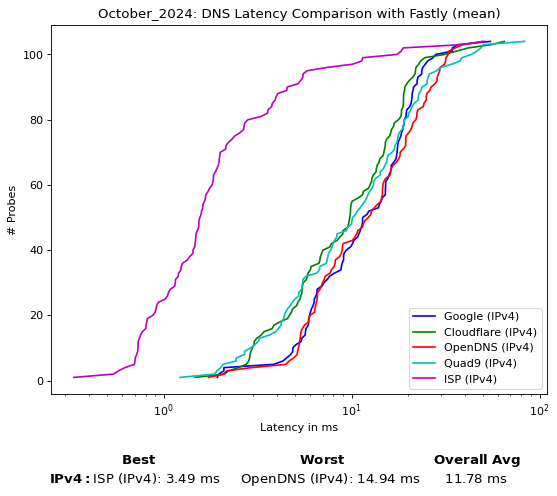 October_2024: DNS Latency Comparison with Fastly (mean)
# Probes
100
80
60
40
20
0
Google (IPv4)
Cloudflare (IPv4)
OpenDNS (IPv4)
Quad9 (IPv4)
ISP (IPv4)
10⁰ 10¹ 10²
Latency in ms
Best Worst Overall Avg
IPv4: ISP (IPv4): 3.49 ms OpenDNS (IPv4): 14.94 ms 11.78 ms